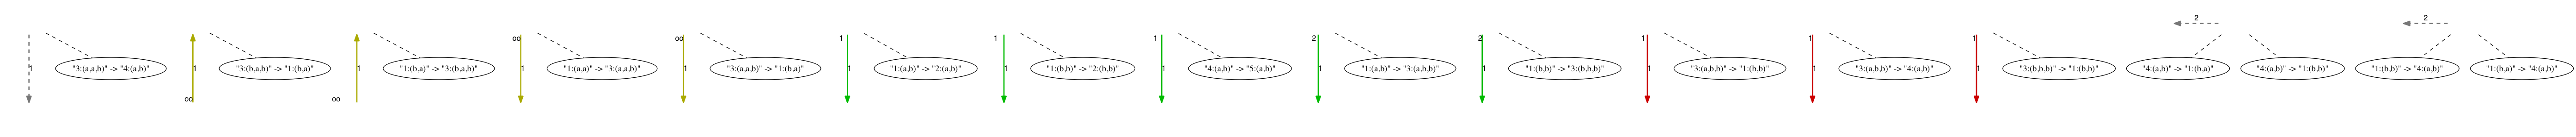 1 "3:(a,a,b)" -> "4:(a,b)"
oo 1 "3:(b,a,b)" -> "1:(b,a)"
oo 1 "1:(b,a)" -> "3:(b,a,b)"
oo 1 "1:(a,a)" -> "3:(a,a,b)"
oo 1 "3:(a,a,b)" -> "1:(b,a)"
1 1 "1:(a,b)" -> "2:(a,b)"
1 1 "1:(b,b)" -> "2:(b,b)"
1 1 "4:(a,b)" -> "5:(a,b)"
2 1 "1:(a,b)" -> "3:(a,b,b)"
2 1 "1:(b,b)" -> "3:(b,b,b)"
1 1 "3:(a,b,b)" -> "1:(b,b)"
1 1 "3:(a,b,b)" -> "4:(a,b)"
1 1 "3:(b,b,b)" -> "1:(b,b)"
2
"4:(a,b)" -> "1:(b,a)"
"4:(a,b)" -> "1:(b,b)"
2
"1:(b,b)" -> "4:(a,b)"
"1:(b,a)" -> "4:(a,b)"